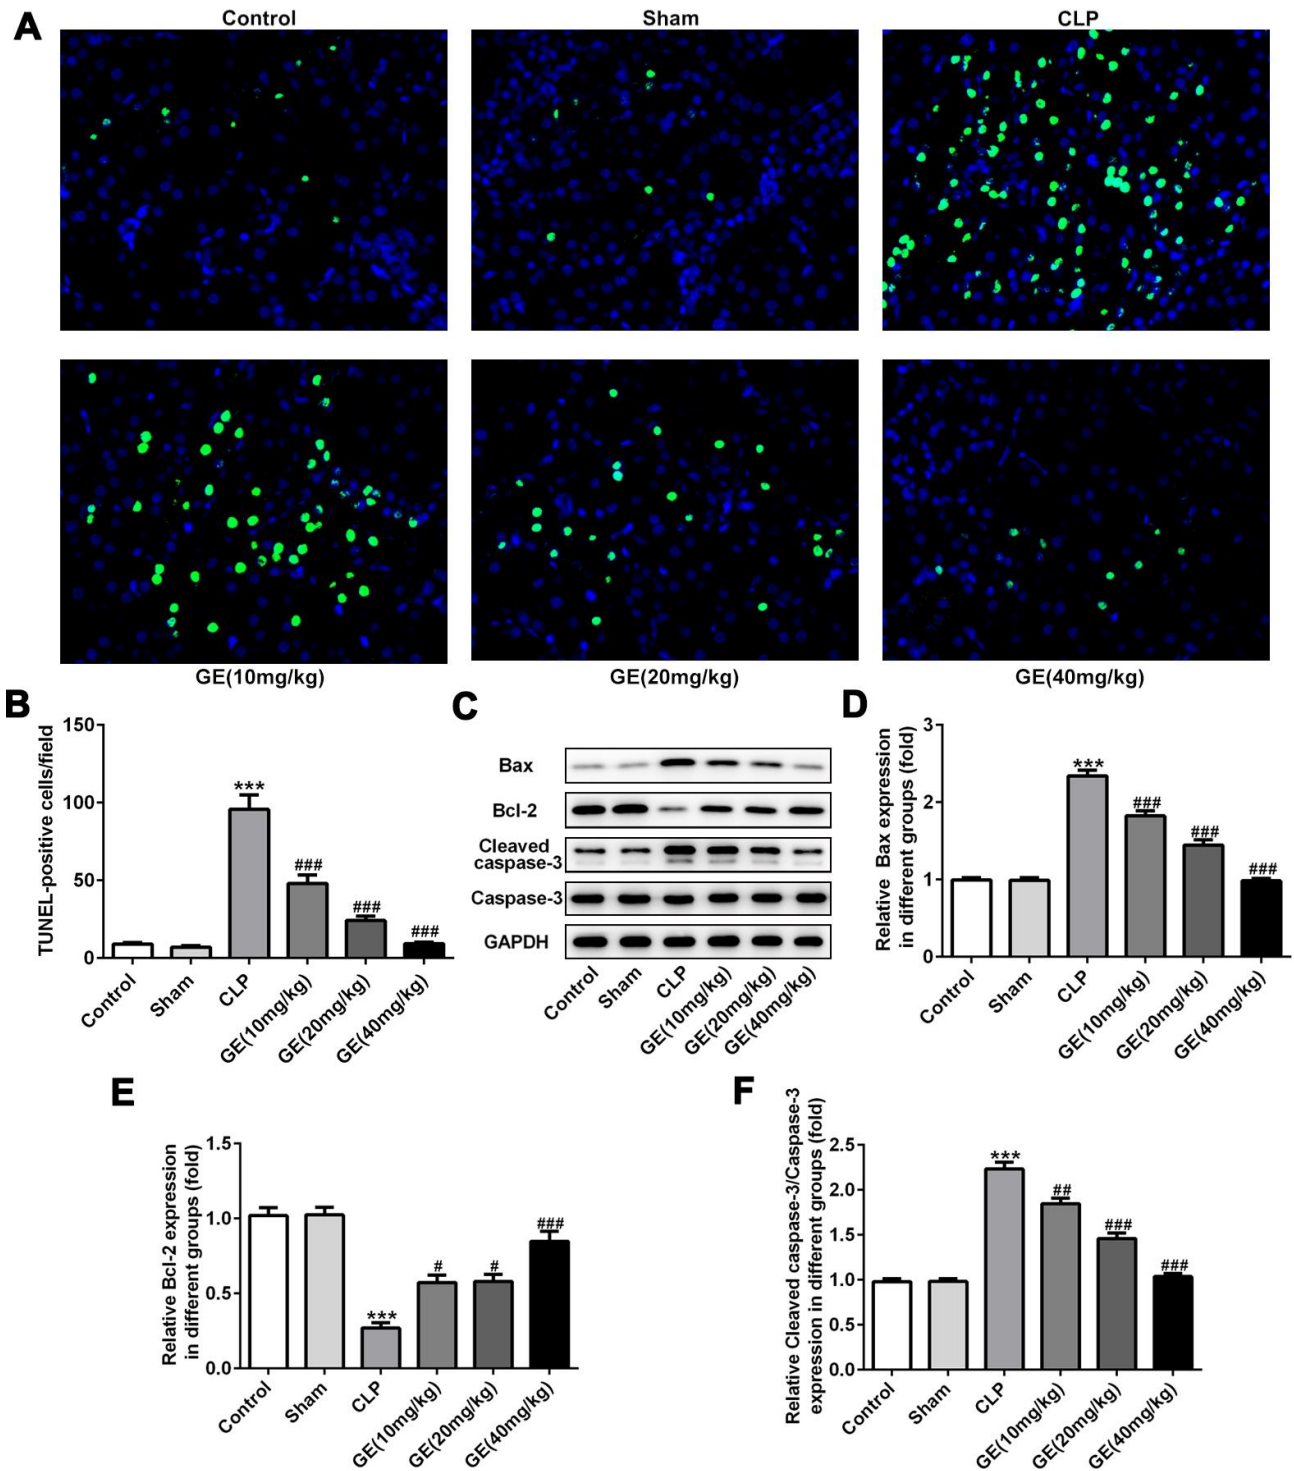 A
Control
Sham
CLP
GE(10mg/kg)
GE(20mg/kg)
GE(40mg/kg)
B
TUNEL-positive cells/field
150
100
50
0
***
###
###
###
Control
Sham
CLP
GE(10mg/kg)
GE(20mg/kg)
GE(40mg/kg)
C
Bax
Bcl-2
Cleaved
caspase-3
Caspase-3
GAPDH
Control
Sham
CLP
GE(10mg/kg)
GE(20mg/kg)
GE(40mg/kg)
D
Relative Bax expression
in different groups (fold)
3
2
1
0
***
###
###
###
Control
Sham
CLP
GE(10mg/kg)
GE(20mg/kg)
GE(40mg/kg)
E
Relative Bcl-2 expression
in different groups (fold)
1.5
1.0
0.5
0.0
***
#
#
###
Control
Sham
CLP
GE(10mg/kg)
GE(20mg/kg)
GE(40mg/kg)
F
Relative Cleaved caspase-3/Caspase-3
expression in different groups (fold)
2.5
2.0
1.5
1.0
0.5
0.0
***
##
###
###
Control
Sham
CLP
GE(10mg/kg)
GE(20mg/kg)
GE(40mg/kg)